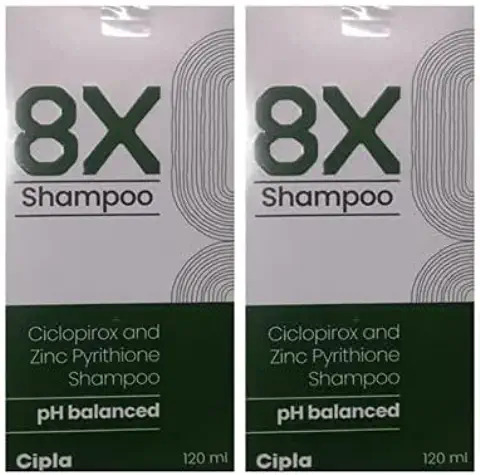 8X
Shampoo
Ciclopirox and
Zinc Pyrithione
Shampoo
pH balanced
Cipla
120 ml
8X
Shampoo
Ciclopirox and
Zinc Pyrithione
Shampoo
pH balanced
Cipla
120 ml